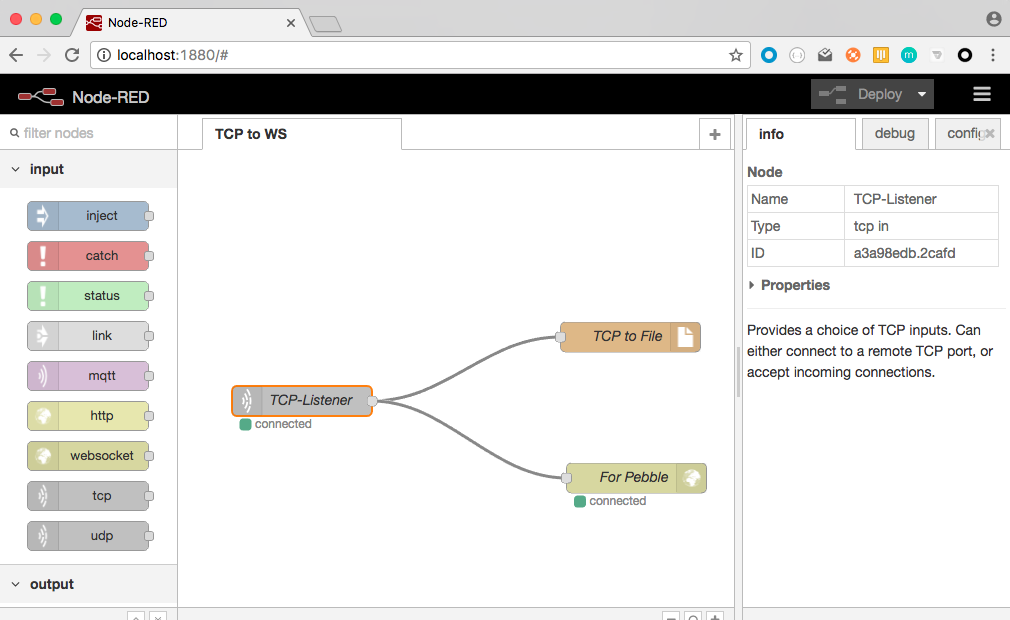 Node-RED
localhost:1880/#
Node-RED
Deploy
filter nodes
input
inject
catch
status
link
mqtt
http
websocket
tcp
udp
output
TCP to WS
TCP-Listener
connected
TCP to File
For Pebble
connected
info
debug
config
Node
Name TCP-Listener
Type tcp in
ID a3a98edb.2cafd
Properties
Provides a choice of TCP inputs. Can
either connect to a remote TCP port, or
accept incoming connections.